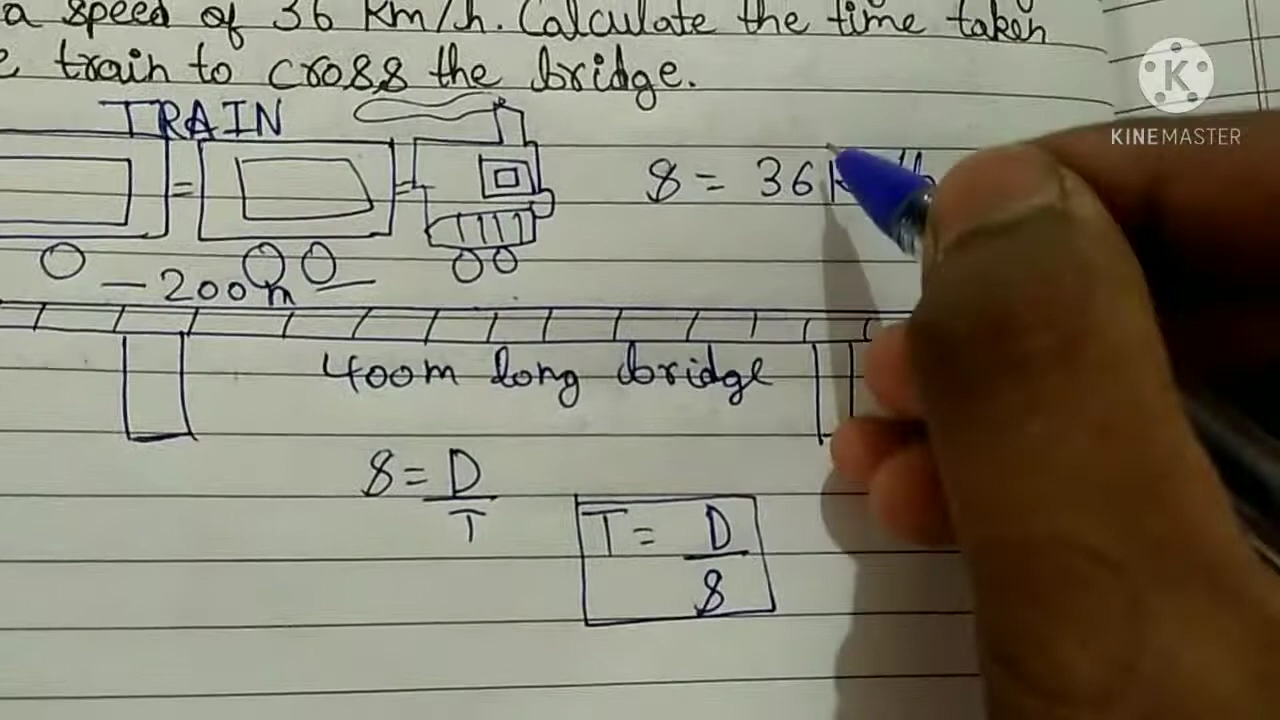 a speed of 36 km/h. Calculate the time taken
e train to cross the bridge.
TRAIN
S = 36
— 200m —
400m long bridge
S = D
T
T = D
S
K
KINEMASTER